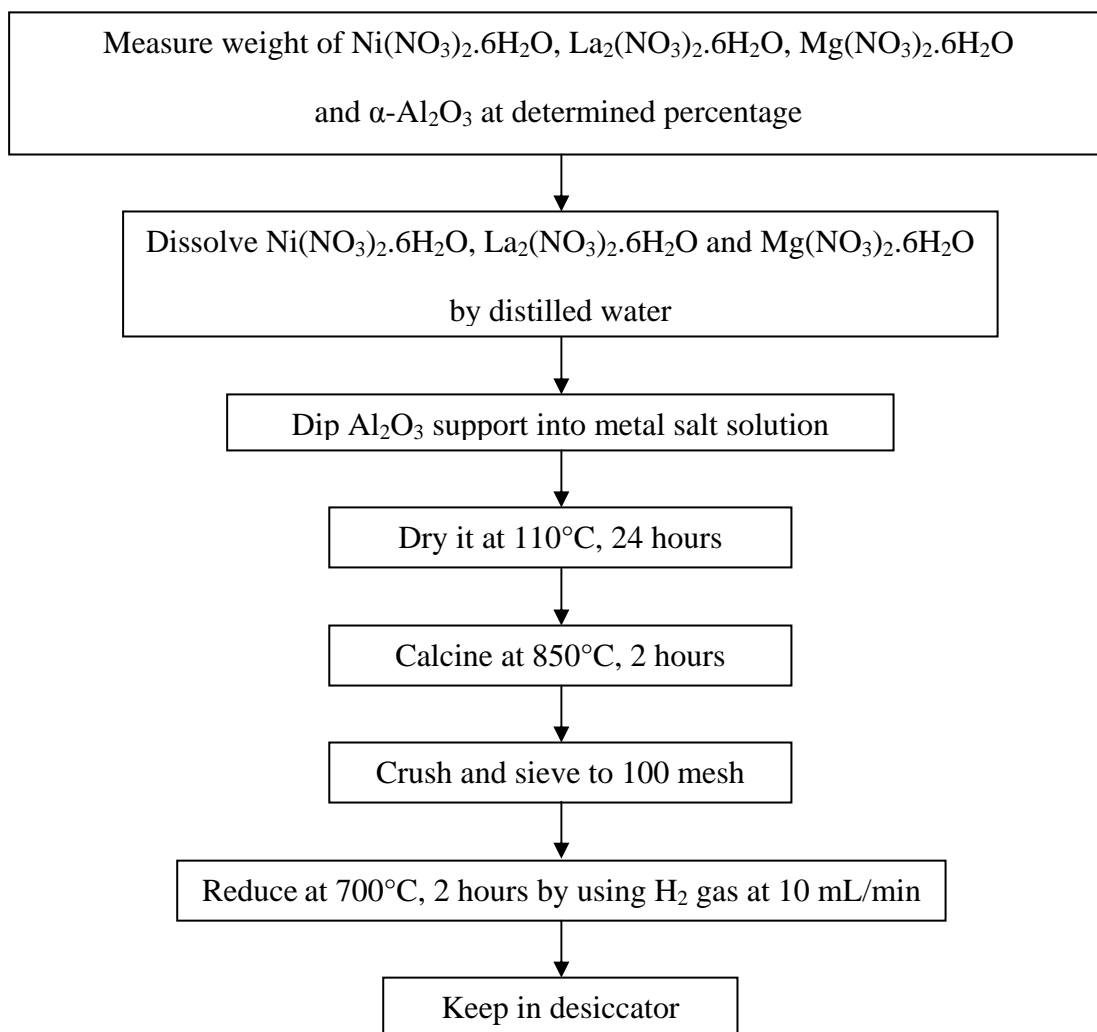 Measure weight of Ni(NO₃)₂.6H₂O, La₂(NO₃)₂.6H₂O, Mg(NO₃)₂.6H₂O
and α-Al₂O₃ at determined percentage
Dissolve Ni(NO₃)₂.6H₂O, La₂(NO₃)₂.6H₂O and Mg(NO₃)₂.6H₂O
by distilled water
Dip Al₂O₃ support into metal salt solution
Dry it at 110°C, 24 hours
Calcine at 850°C, 2 hours
Crush and sieve to 100 mesh
Reduce at 700°C, 2 hours by using H₂ gas at 10 mL/min
Keep in desiccator